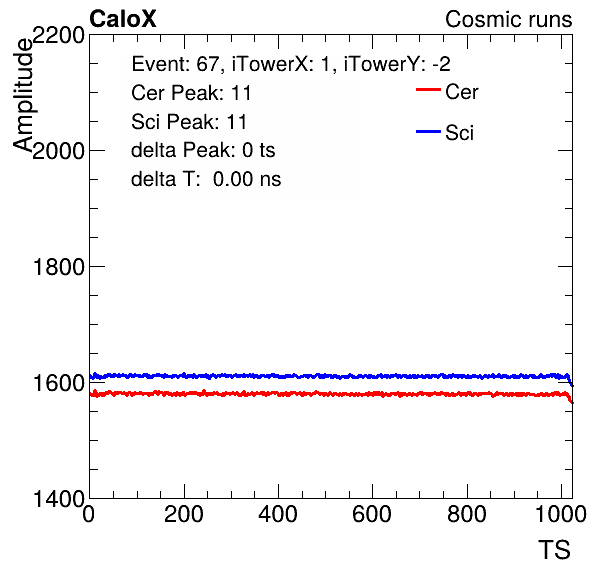 CaloX Cosmic runs
2200
Amplitude
Event: 67, iTowerX: 1, iTowerY: -2
Cer Peak: 11
Cer
Sci Peak: 11
Sci
delta Peak: 0 ts
delta T:  0.00 ns
2000
1800
1600
1400
0 200 400 600 800 1000
TS